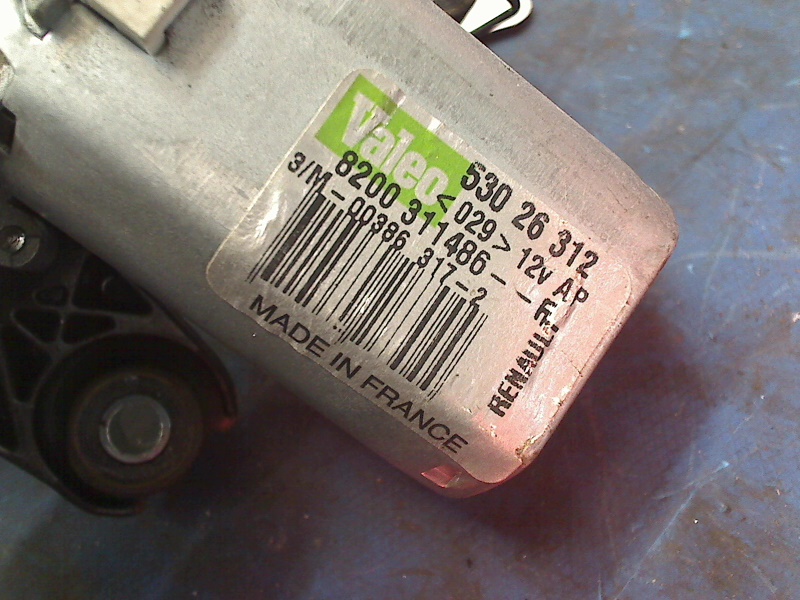 Valeo
530 26 312
<029> 12V AP
8200 311486--F
3/M-00386 317-2
RENAULT
MADE IN FRANCE